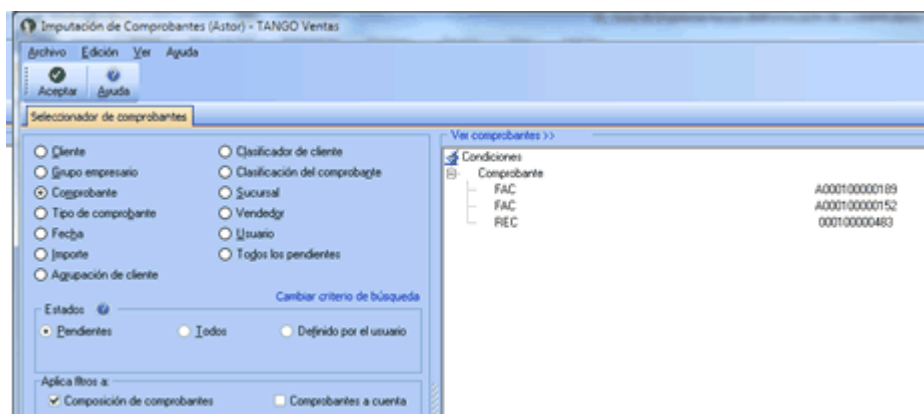 Imputación de Comprobantes (Astor) - TANGO Ventas
Archivo Edición Ver Ayuda
Aceptar Ayuda
Seleccionador de comprobantes
Cliente
Grupo empresario
Comprobante
Tipo de comprobante
Fecha
Importe
Agrupación de cliente
Clasificador de cliente
Clasificación del comprobante
Sucursal
Vendedor
Usuario
Todos los pendientes
Cambiar criterio de búsqueda
Estados
Pendientes Todos Definido por el usuario
Aplica filtros a:
Composición de comprobantes Comprobantes a cuenta
Ver comprobantes >>
Condiciones
Comprobante
FAC A000100000189
FAC A000100000152
REC 000100000483